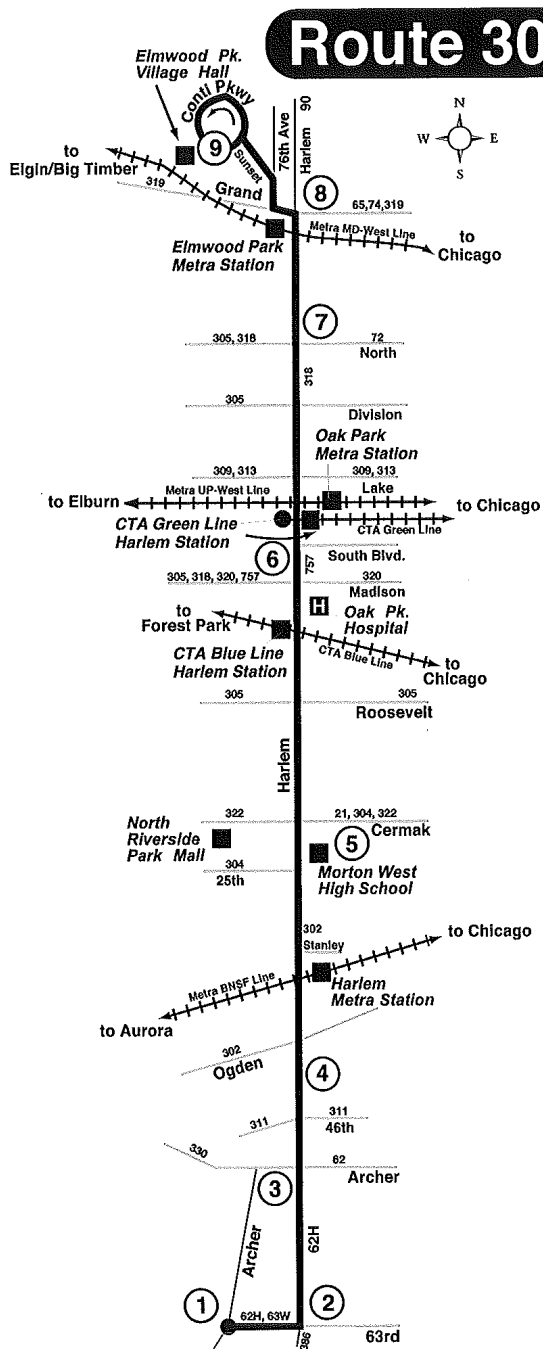 Route 30
Elmwood Pk.
Village Hall
Conti Pkwy
Sunset
76th Ave
Harlem
90
N
W
E
S
9
8
to
Elgin/Big Timber
319
Grand
65,74,319
Metra MD-West Line
Elmwood Park
Metra Station
to
Chicago
7
305, 318
72
North
318
305
Division
Oak Park
Metra Station
309, 313
309, 313
Metra UP-West Line
Lake
to Elburn
to Chicago
CTA Green Line
Harlem Station
CTA Green Line
6
South Blvd.
757
305, 318, 320, 757
320
Madison
H
Oak Pk.
Hospital
to
Forest Park
CTA Blue Line
CTA Blue Line
Harlem Station
to
Chicago
305
305
Roosevelt
Harlem
322
21, 304, 322
Cermak
North
Riverside
Park Mall
5
304
25th
Morton West
High School
302
Stanley
to Chicago
Metra BNSF Line
Harlem
Metra Station
to Aurora
302
Ogden
4
311
311
46th
330
62
Archer
3
Archer
62H
1
62H, 63W
2
386
63rd